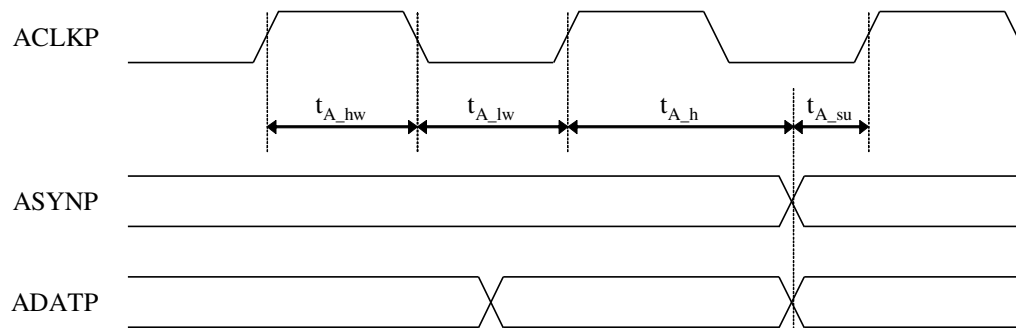 ACLKP
t_A_hw t_A_lw t_A_h t_A_su
ASYNP
ADATP